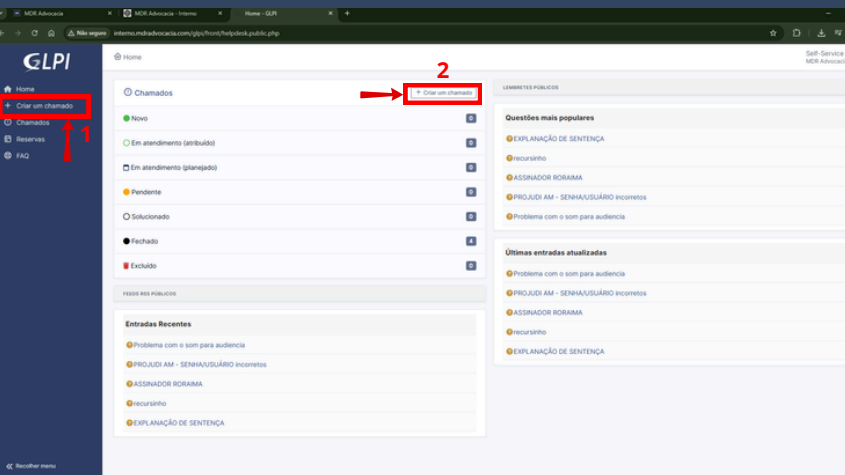 MDR Advocacia
MDR Advocacia - Interno
Home - GLPI
Não seguro
interno.mdradvocacia.com/glpi/front/helpdesk.public.php
GLPI
Home
Criar um chamado
Chamados
Reservas
FAQ
1
Recolher menu
Home
Self-Service
MDR Advocacia
2
Chamados
+ Criar um chamado
Novo 0
Em atendimento (atribuído) 0
Em atendimento (planejado) 0
Pendente 0
Solucionado 0
Fechado 4
Excluído 0
FEEDS RSS PÚBLICOS
Entradas Recentes
Problema com o som para audiencia
PROJUDI AM - SENHA/USUÁRIO incorretos
ASSINADOR RORAIMA
recursinho
EXPLANAÇÃO DE SENTENÇA
LEMBRETES PÚBLICOS
Questões mais populares
EXPLANAÇÃO DE SENTENÇA
recursinho
ASSINADOR RORAIMA
PROJUDI AM - SENHA/USUÁRIO incorretos
Problema com o som para audiencia
Últimas entradas atualizadas
Problema com o som para audiencia
PROJUDI AM - SENHA/USUÁRIO incorretos
ASSINADOR RORAIMA
recursinho
EXPLANAÇÃO DE SENTENÇA